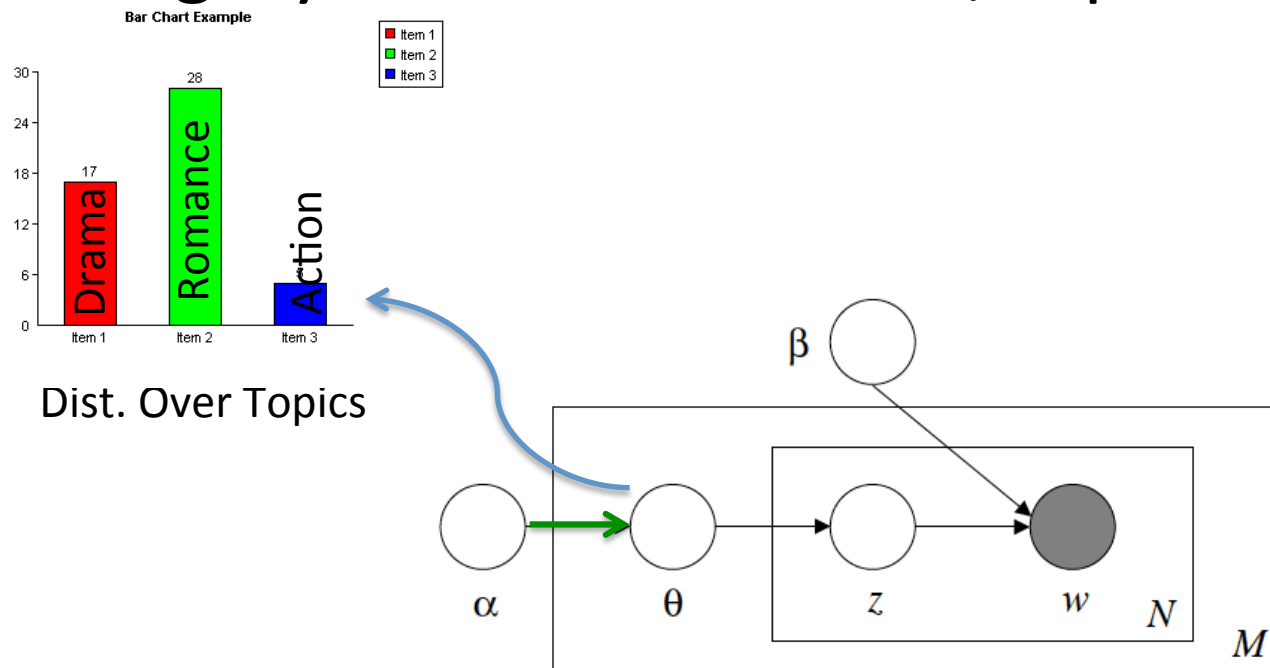 Bar Chart Example
Item 1
Item 2
Item 3
30
24
18
12
6
0
17
28
Drama
Romance
Action
Item 1
Item 2
Item 3
Dist. Over Topics
β
α
θ
z
w
N
M